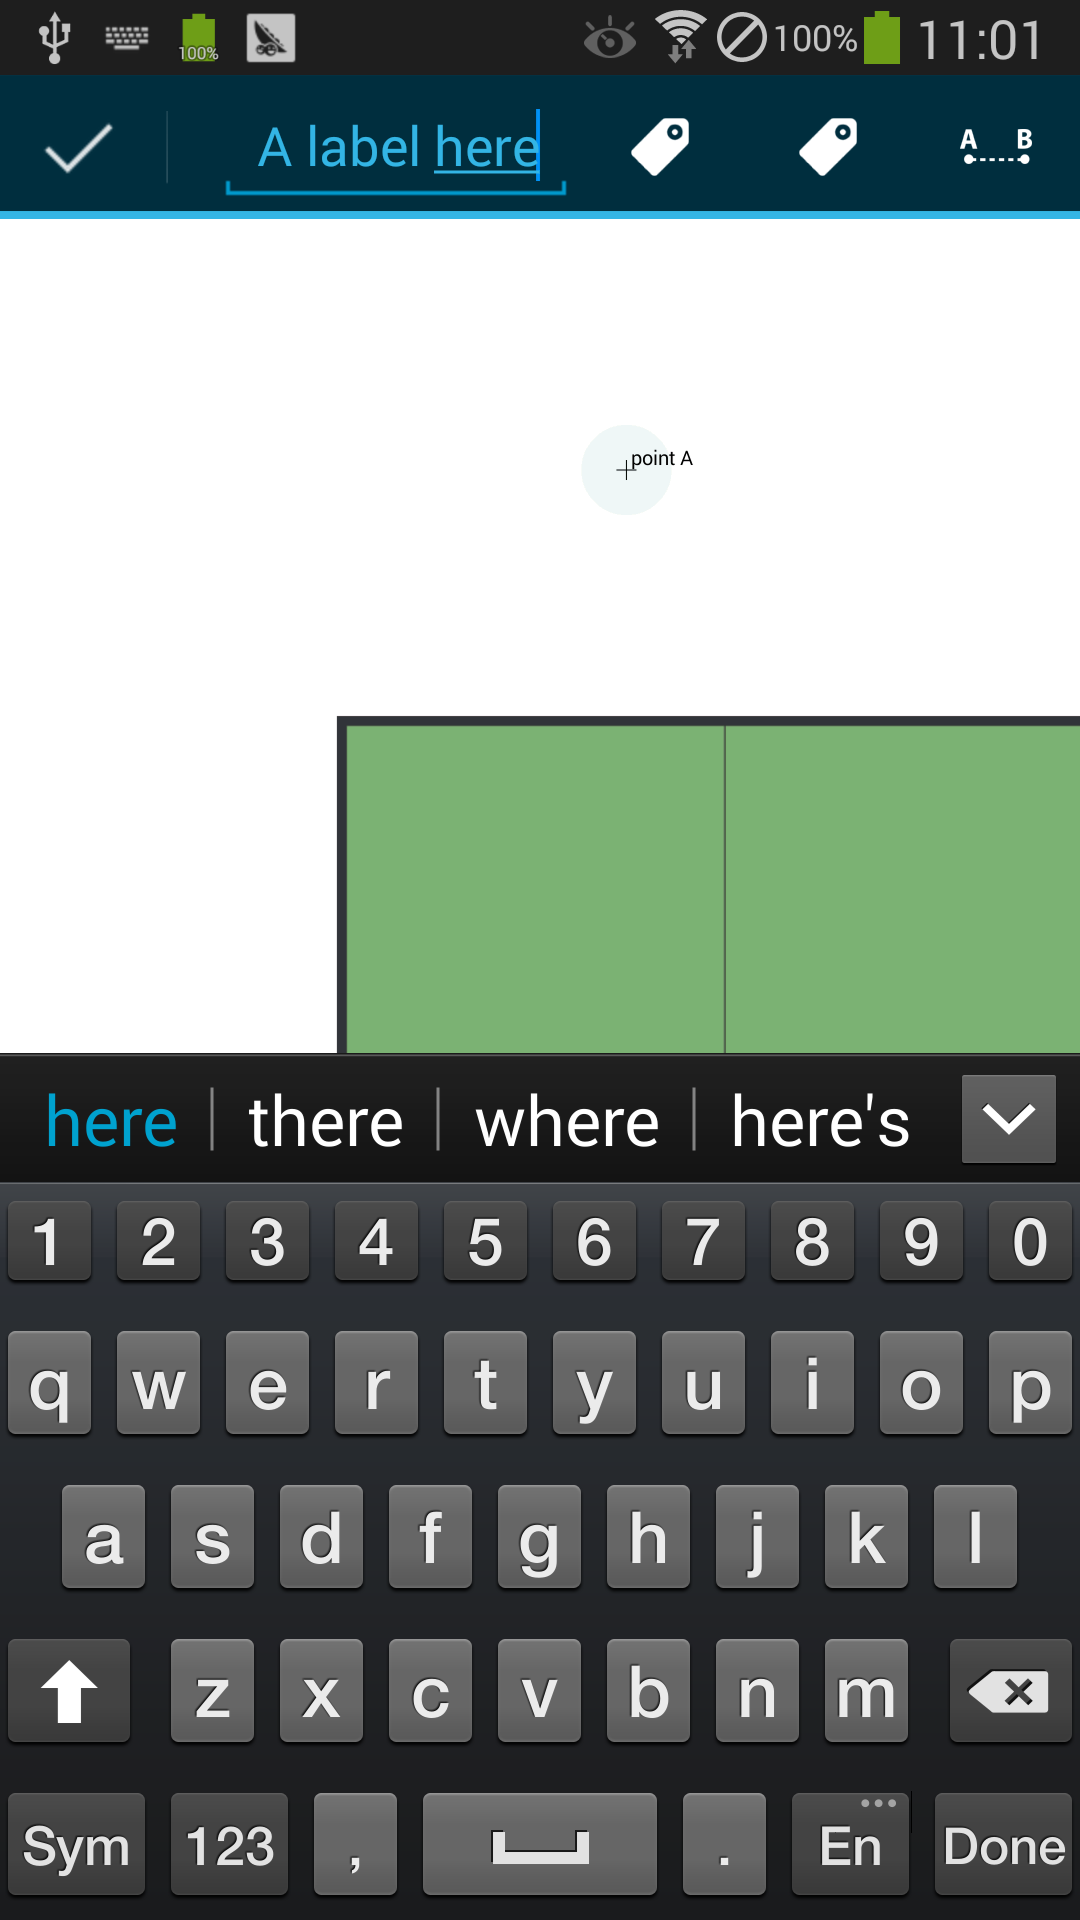 100% 100% 11:01
A label here A B
point A
here there where here's
1 2 3 4 5 6 7 8 9 0
q w e r t y u i o p
a s d f g h j k l
z x c v b n m
Sym 123 , . En Done